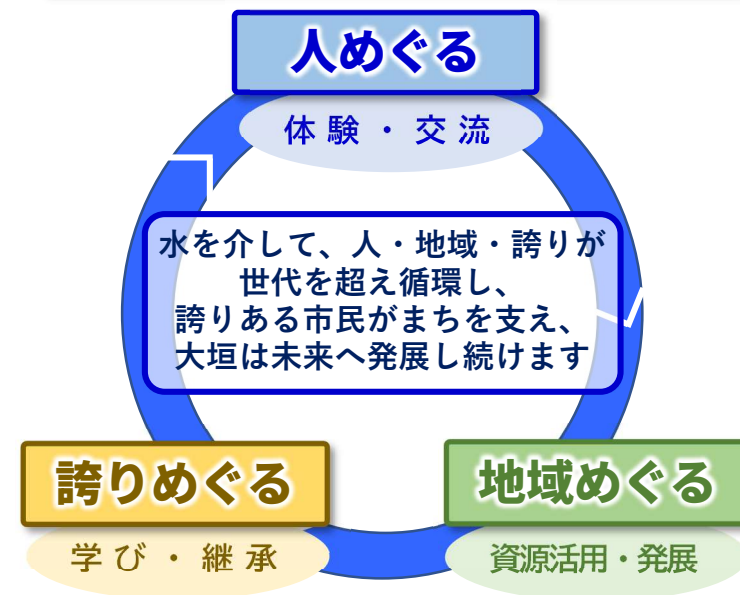 人めぐる
体験・交流
水を介して、人・地域・誇りが
世代を超え循環し、
誇りある市民がまちを支え、
大垣は未来へ発展し続けます
誇りめぐる
学び・継承
地域めぐる
資源活用・発展